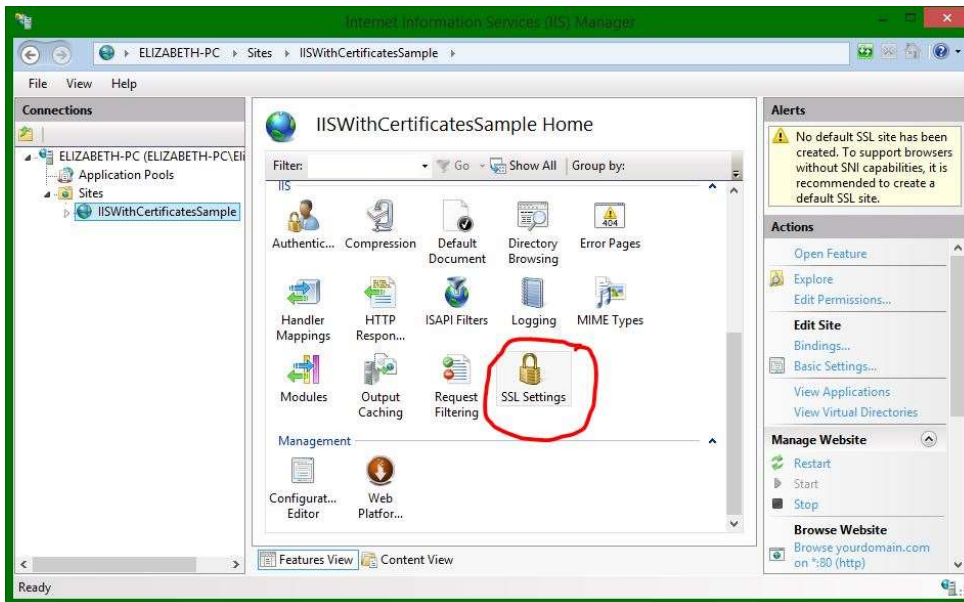 Internet Information Services (IIS) Manager
ELIZABETH-PC
Sites
IISWithCertificatesSample
File View Help
Connections
ELIZABETH-PC (ELIZABETH-PC\Eli
Application Pools
Sites
IISWithCertificatesSample
IISWithCertificatesSample Home
Filter: Go Show All Group by:
IIS
Authentic... Compression Default Document Directory Browsing Error Pages
404
Handler Mappings HTTP Respon... ISAPI Filters Logging MIME Types
Modules Output Caching Request Filtering SSL Settings
Management
Configurat... Editor Web Platfor...
Features View Content View
Alerts
No default SSL site has been
created. To support browsers
without SNI capabilities, it is
recommended to create a
default SSL site.
Actions
Open Feature
Explore
Edit Permissions...
Edit Site
Bindings...
Basic Settings...
View Applications
View Virtual Directories
Manage Website
Restart
Start
Stop
Browse Website
Browse yourdomain.com
on *:80 (http)
Ready